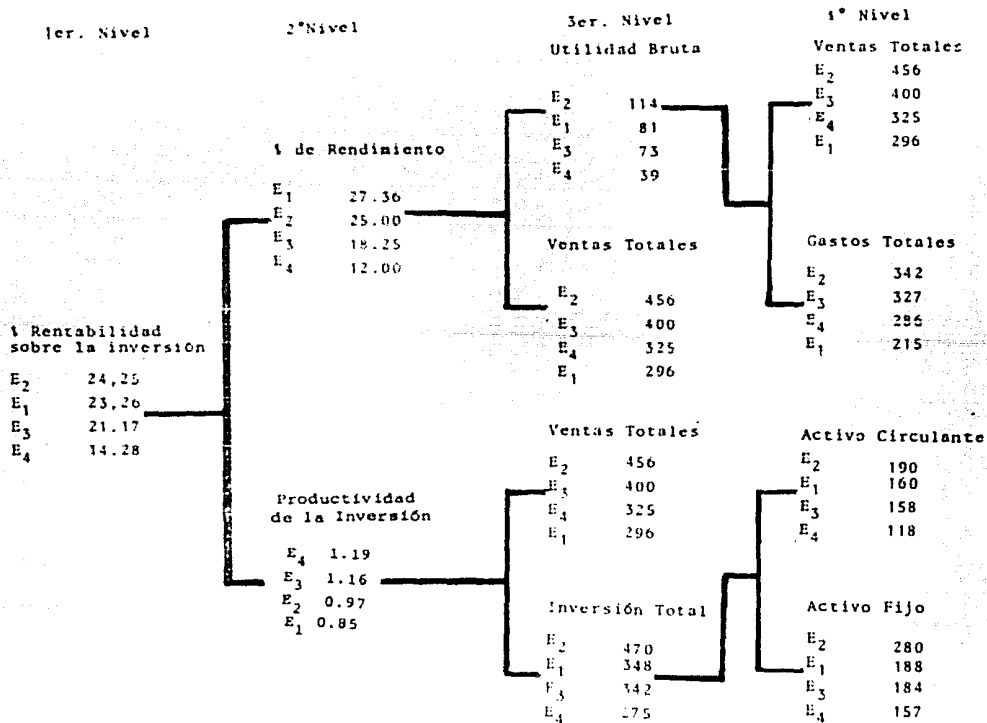 1er. Nivel
2°Nivel
3er. Nivel
4° Nivel
% Rentabilidad
sobre la inversión
E2 24,25
E1 23,26
E3 21.17
E4 14.28
% de Rendimiento
E1 27.36
E2 25.00
E3 18.25
E4 12.00
Productividad
de la Inversión
E4 1.19
E3 1.16
E2 0.97
E1 0.85
Utilidad Bruta
E2 114
E1 81
E3 73
E4 39
Ventas Totales
E2 456
E3 400
E4 325
E1 296
Ventas Totales
E2 456
E3 400
E4 325
E1 296
Inversión Total
E2 470
E1 348
E3 342
E4 275
Ventas Totales
E2 456
E3 400
E4 325
E1 296
Gastos Totales
E2 342
E3 327
E4 286
E1 215
Activo Circulante
E2 190
E1 160
E3 158
E4 118
Activo Fijo
E2 280
E1 188
E3 184
E4 157